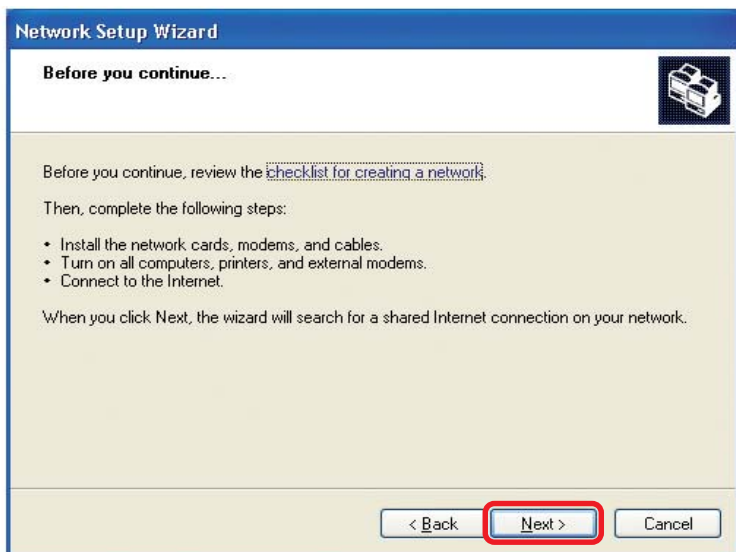 Network Setup Wizard
Before you continue...
Before you continue, review the checklist for creating a network.
Then, complete the following steps:
• Install the network cards, modems, and cables.
• Turn on all computers, printers, and external modems.
• Connect to the Internet.
When you click Next, the wizard will search for a shared Internet connection on your network.
< Back
Next >
Cancel